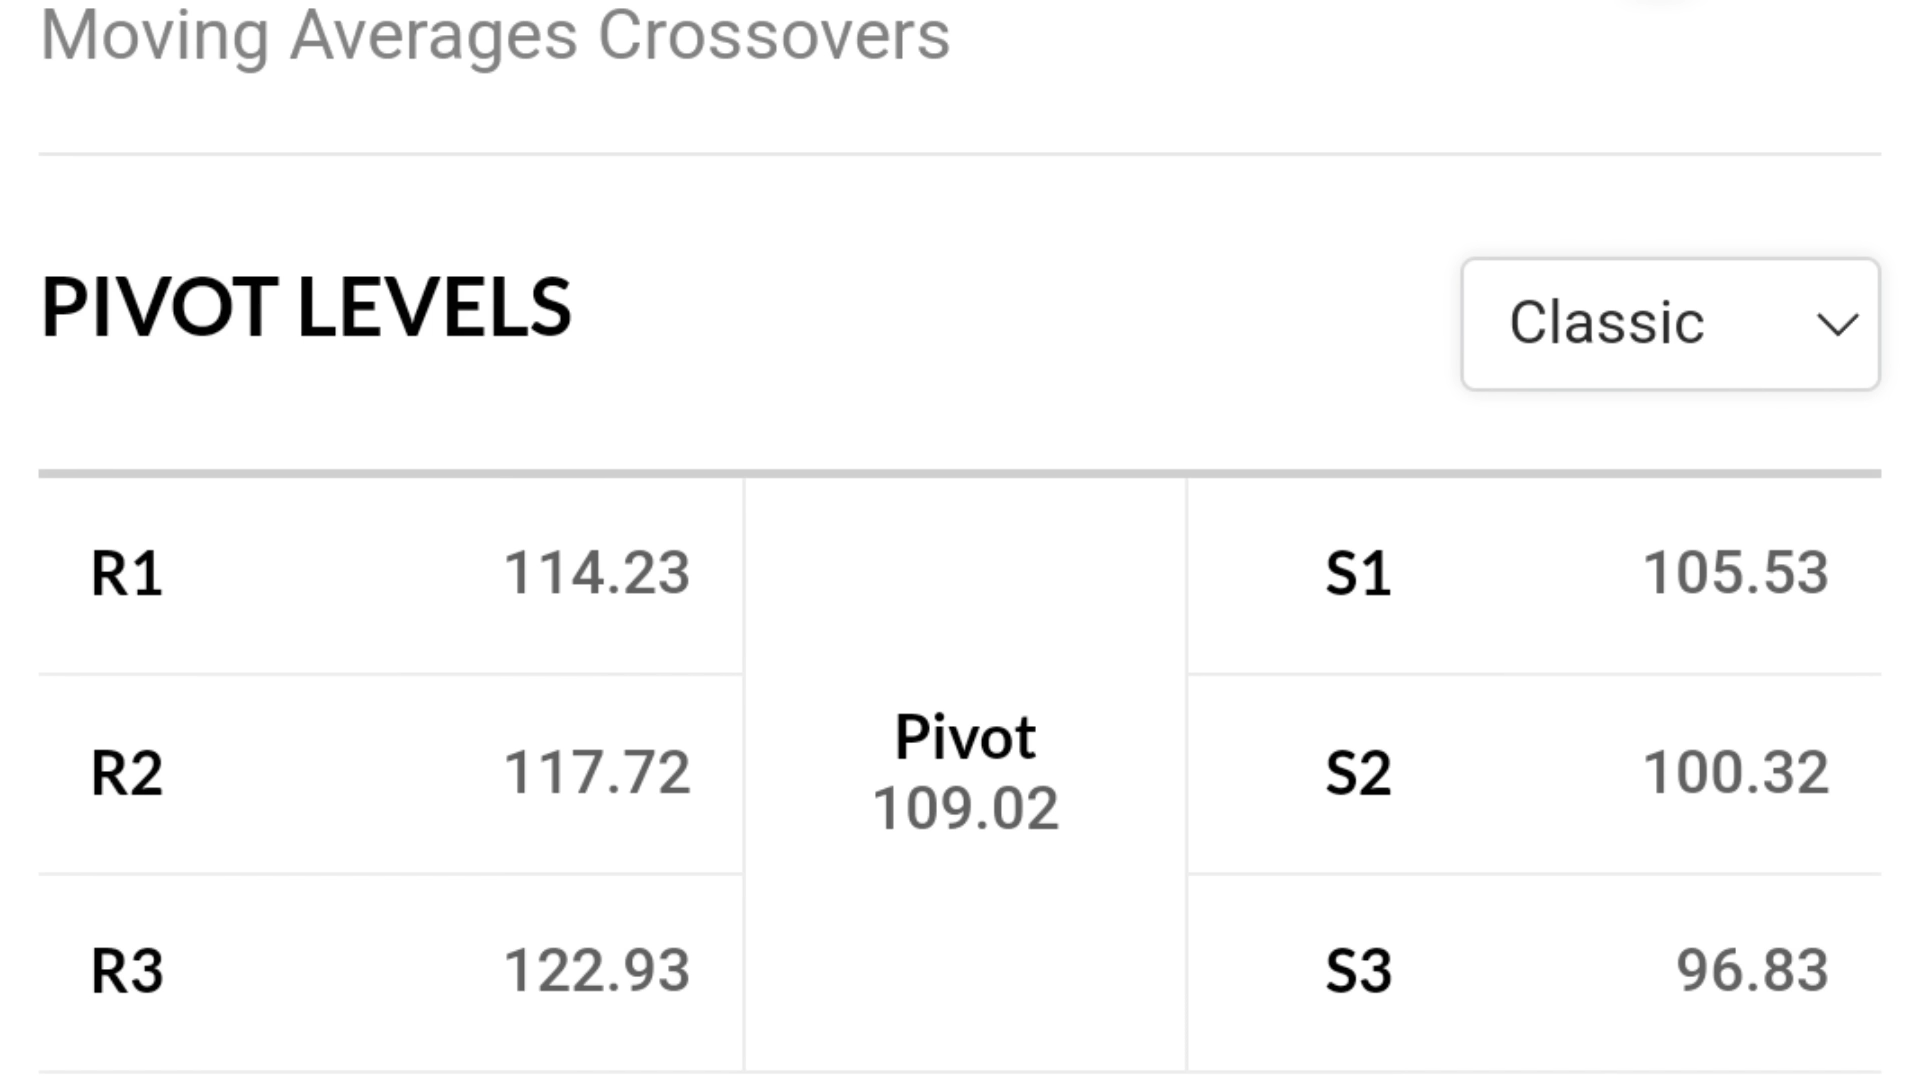 Moving Averages Crossovers
PIVOT LEVELS
Classic
R1 114.23
S1 105.53
R2 117.72
Pivot
109.02
S2 100.32
R3 122.93
S3 96.83